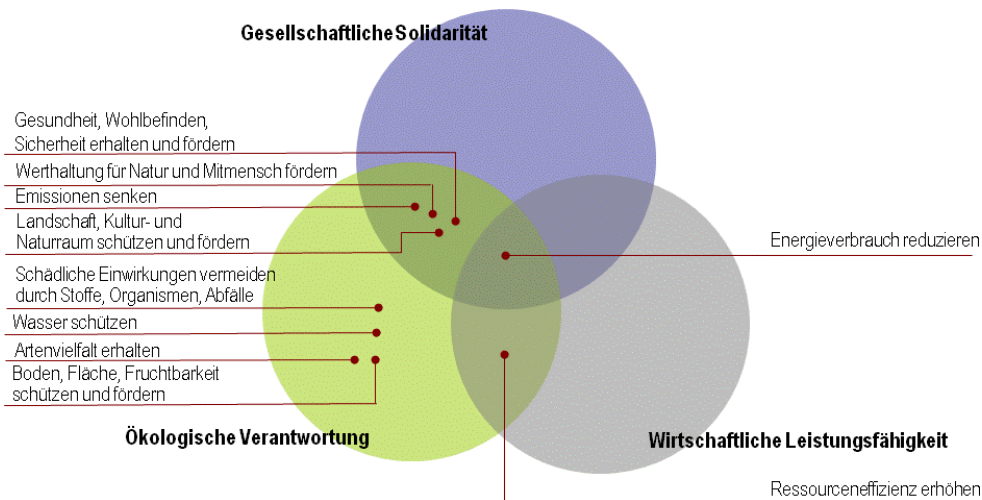 Gesellschaftliche Solidarität
Gesundheit, Wohlbefinden,
Sicherheit erhalten und fördern
Werthaltung für Natur und Mitmensch fördern
Emissionen senken
Landschaft, Kultur- und
Naturraum schützen und fördern
Energieverbrauch reduzieren
Schädliche Einwirkungen vermeiden
durch Stoffe, Organismen, Abfälle
Wasser schützen
Artenvielfalt erhalten
Boden, Fläche, Fruchtbarkeit
schützen und fördern
Ökologische Verantwortung
Wirtschaftliche Leistungsfähigkeit
Ressourceneffizienz erhöhen